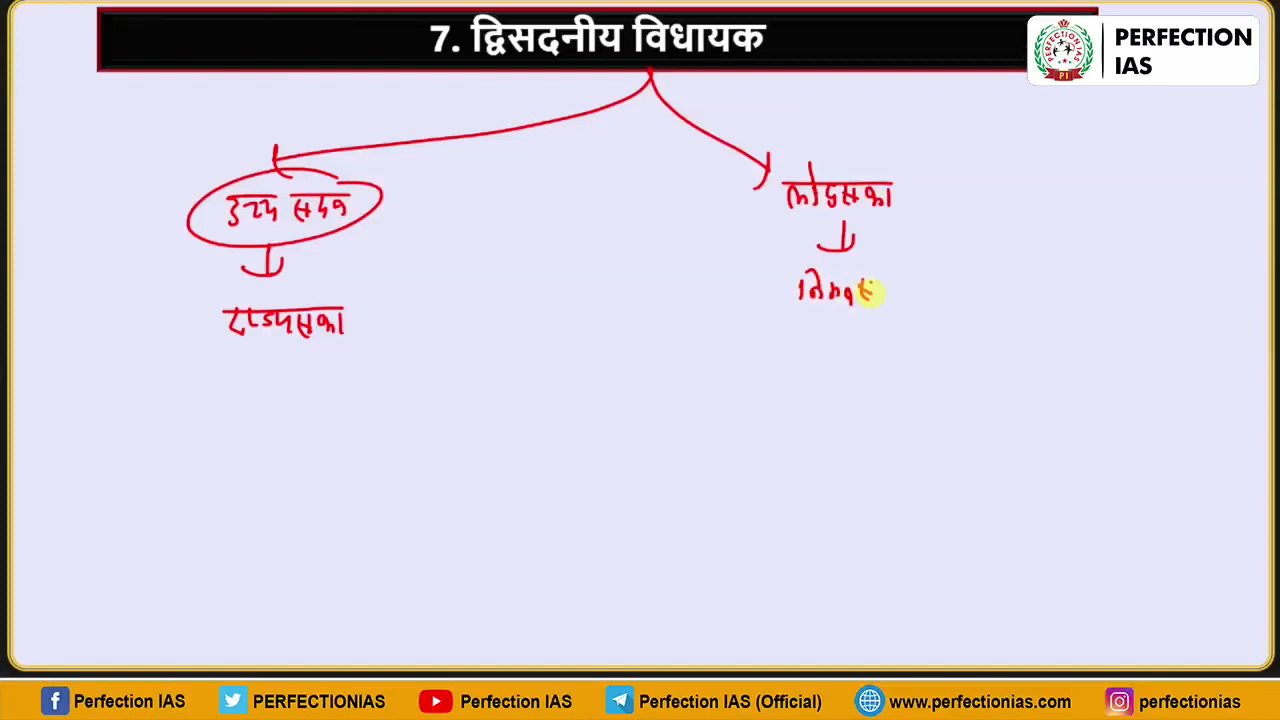 7. द्विसदनीय विधायक
PERFECTION
IAS
उच्च सदन
राज्यसभा
लोकसभा
निम्न स
Perfection IAS
PERFECTIONIAS
Perfection IAS
Perfection IAS (Official)
www.perfectionias.com
perfectionias